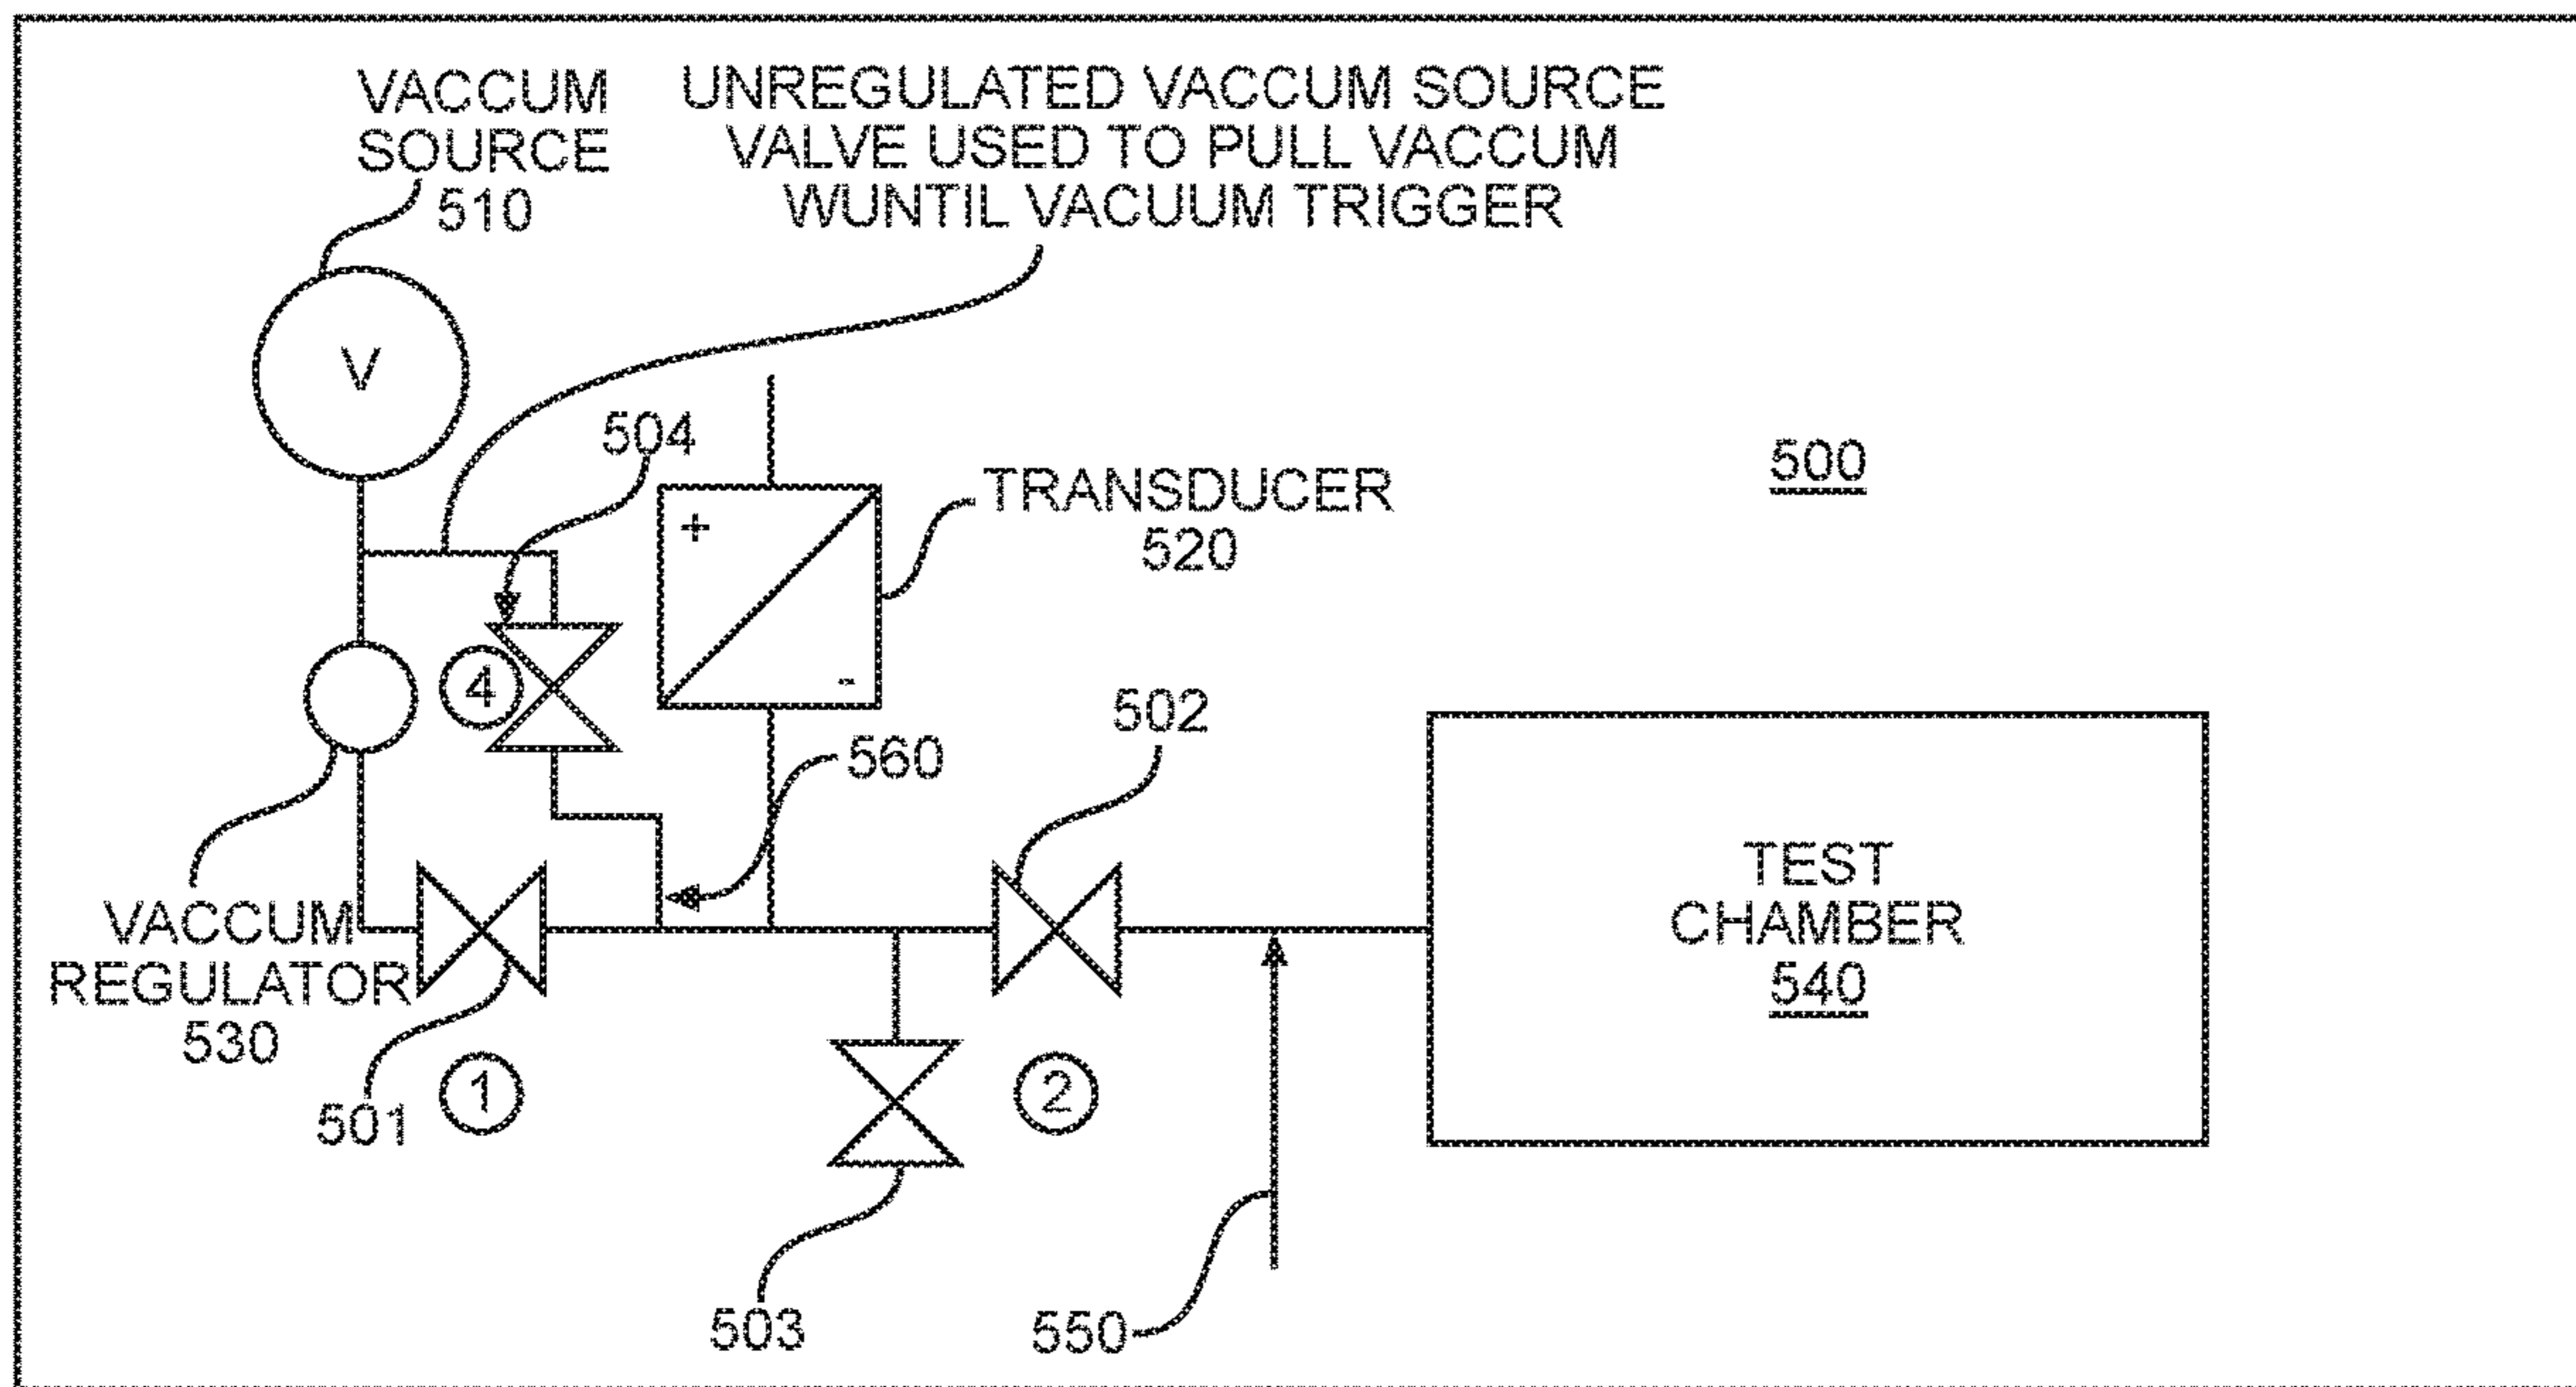 VACCUM
SOURCE
510
UNREGULATED VACCUM SOURCE
VALVE USED TO PULL VACCUM
WUNTIL VACUUM TRIGGER
V
504
500
+
-
TRANSDUCER
520
4
502
560
TEST
CHAMBER
540
VACCUM
REGULATOR
530
501
1
2
503
550